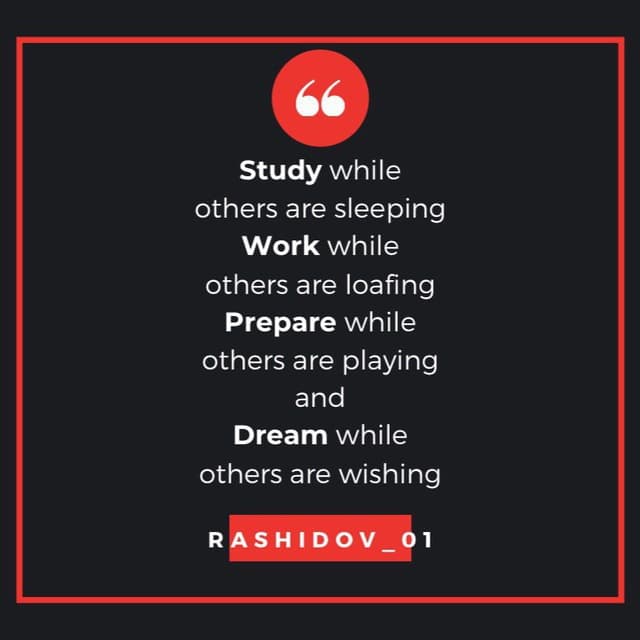 “
Study while
others are sleeping
Work while
others are loafing
Prepare while
others are playing
and
Dream while
others are wishing
RASHIDOV_01